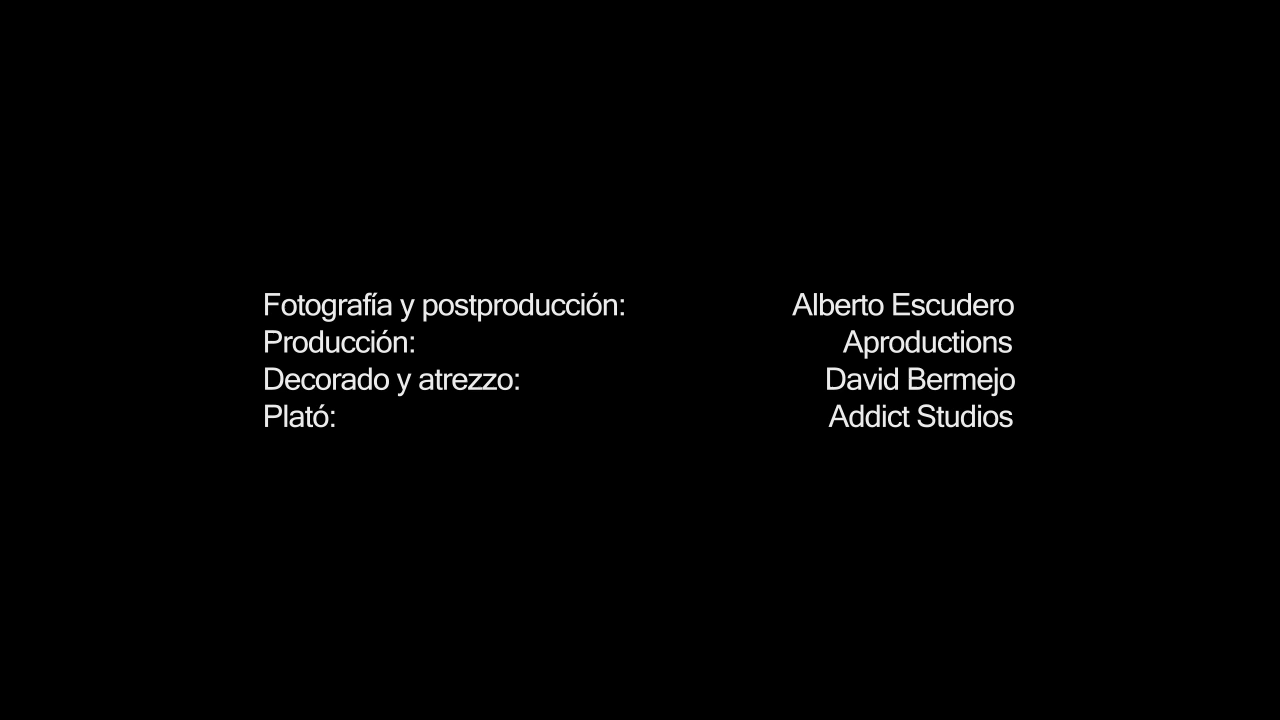 Fotografía y postproducción: Alberto Escudero
Producción: Aproductions
Decorado y atrezzo: David Bermejo
Plató: Addict Studios